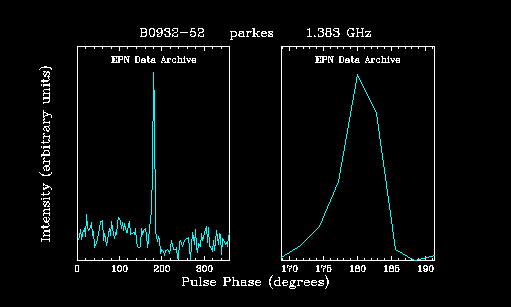 B0932-52 parkes 1.383 GHz
EPN Data Archive EPN Data Archive
Intensity (arbitrary units)
0 100 200 300 170 175 180 185 190
Pulse Phase (degrees)